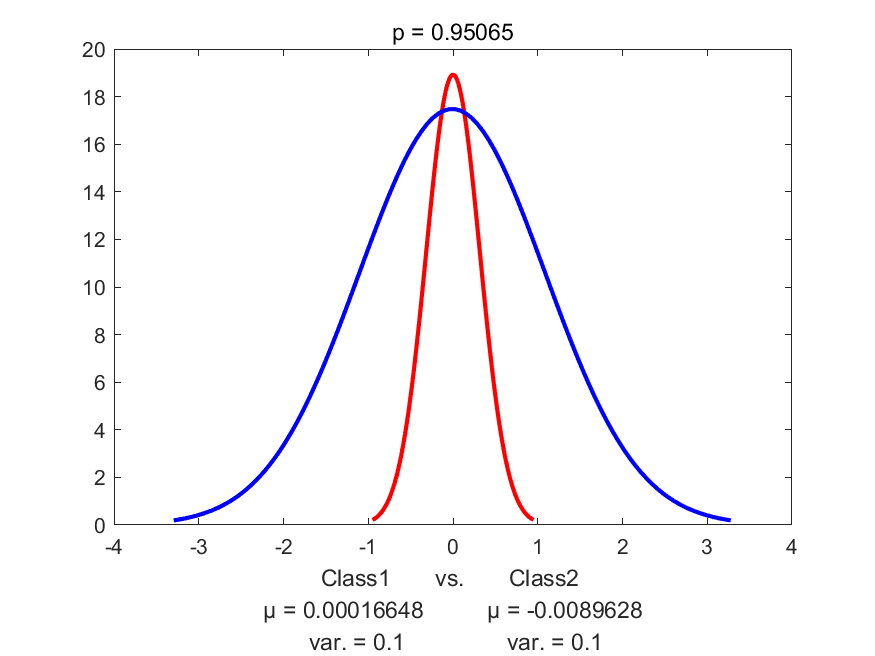 p = 0.95065
20
18
16
14
12
10
8
6
4
2
0
-4 -3 -2 -1 0 1 2 3 4
Class1 vs. Class2
μ = 0.00016648 μ = -0.0089628
var. = 0.1 var. = 0.1